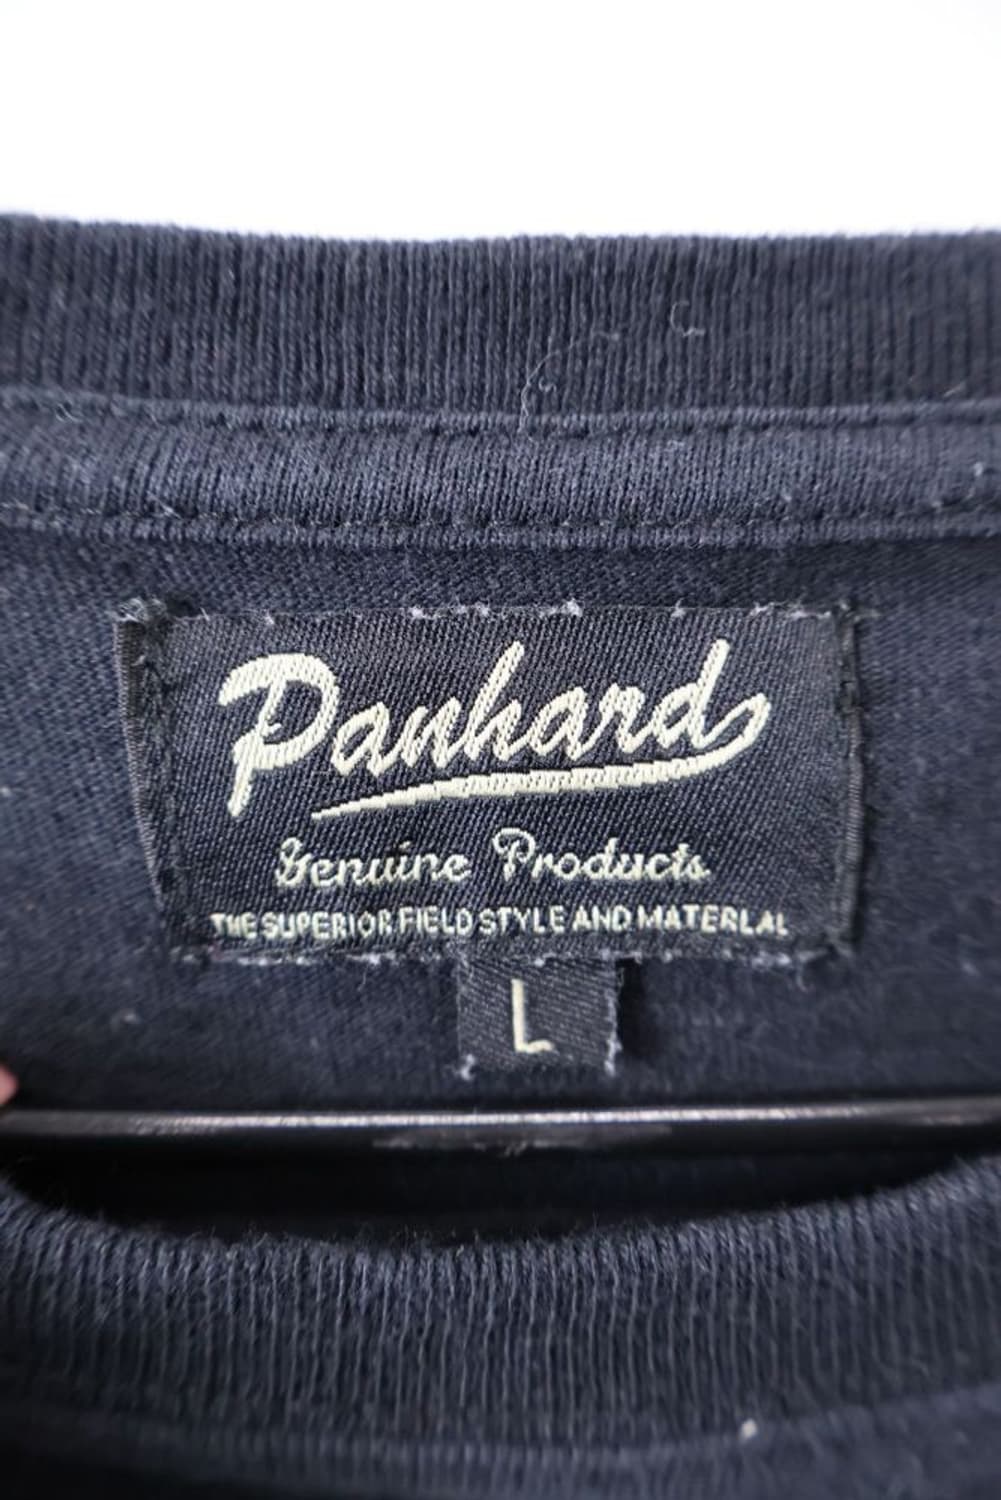 Panhard
Genuine Products
THE SUPERIOR FIELD STYLE AND MATERLAL
L